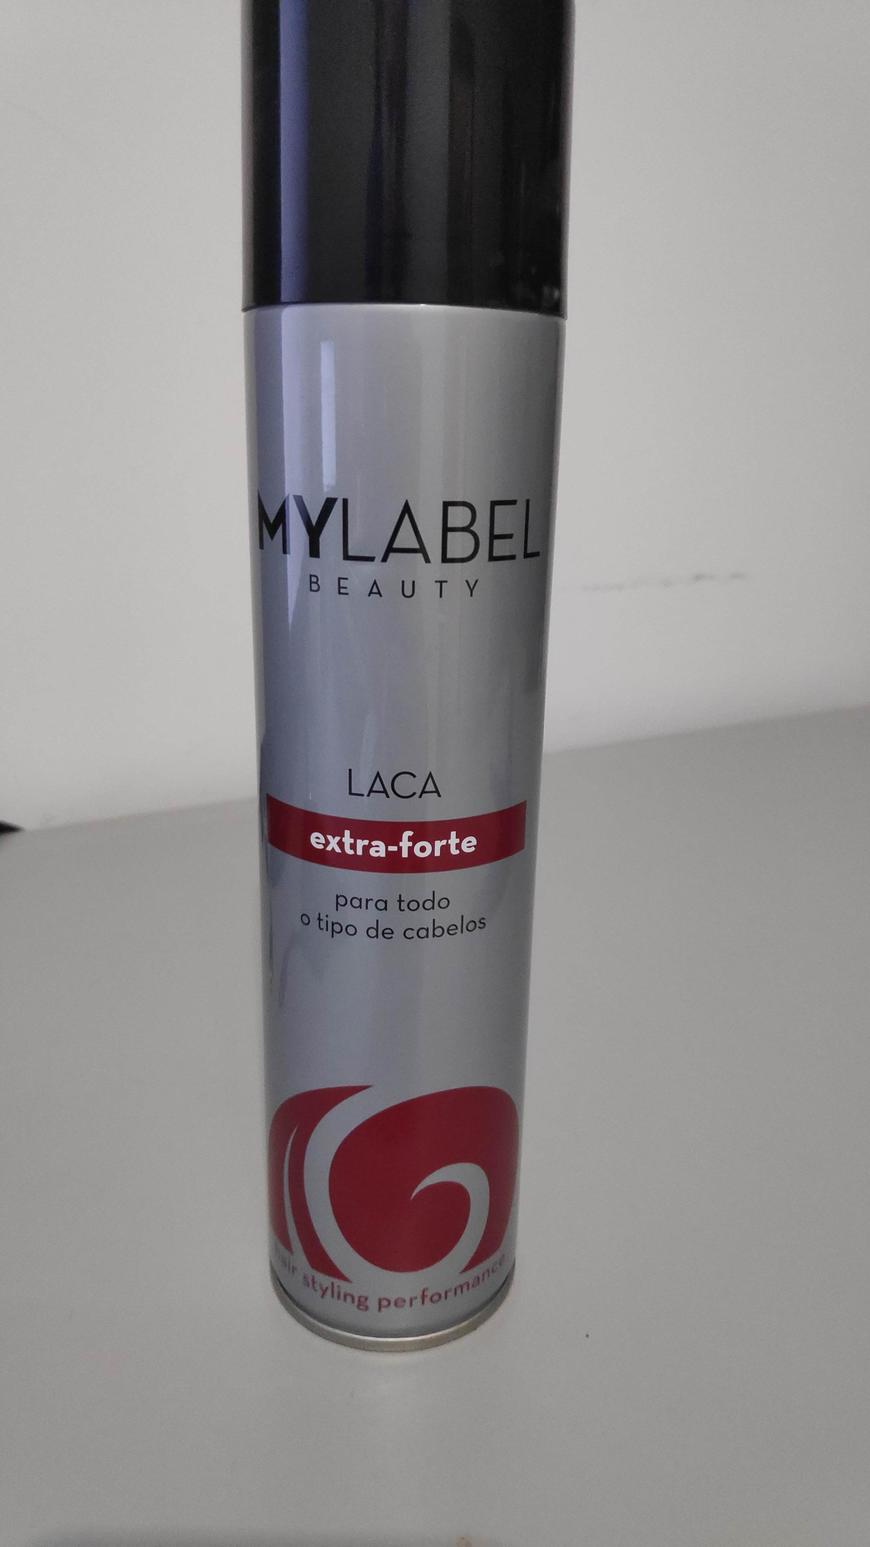 MYLABEL
BEAUTY
LACA
extra-forte
para todo
o tipo de cabelos
hair styling performance